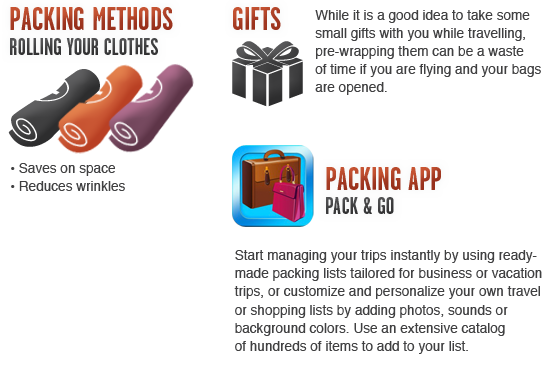 PACKING METHODS
ROLLING YOUR CLOTHES
• Saves on space
• Reduces wrinkles
GIFTS
While it is a good idea to take some
small gifts with you while travelling,
pre-wrapping them can be a waste
of time if you are flying and your bags
are opened.
PACKING APP
PACK & GO
Start managing your trips instantly by using ready-
made packing lists tailored for business or vacation
trips, or customize and personalize your own travel
or shopping lists by adding photos, sounds or
background colors. Use an extensive catalog
of hundreds of items to add to your list.